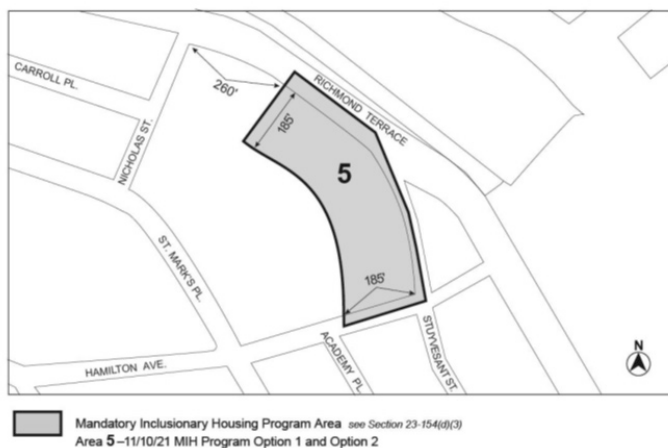 CARROLL PL.
NICHOLAS ST.
260'
RICHMOND TERRACE
185'
5
ST. MARK'S PL.
185'
HAMILTON AVE.
ACADEMY PL.
STUYVESANT ST.
N
Mandatory Inclusionary Housing Program Area see Section 23-154(d)(3)
Area 5 –11/10/21 MIH Program Option 1 and Option 2